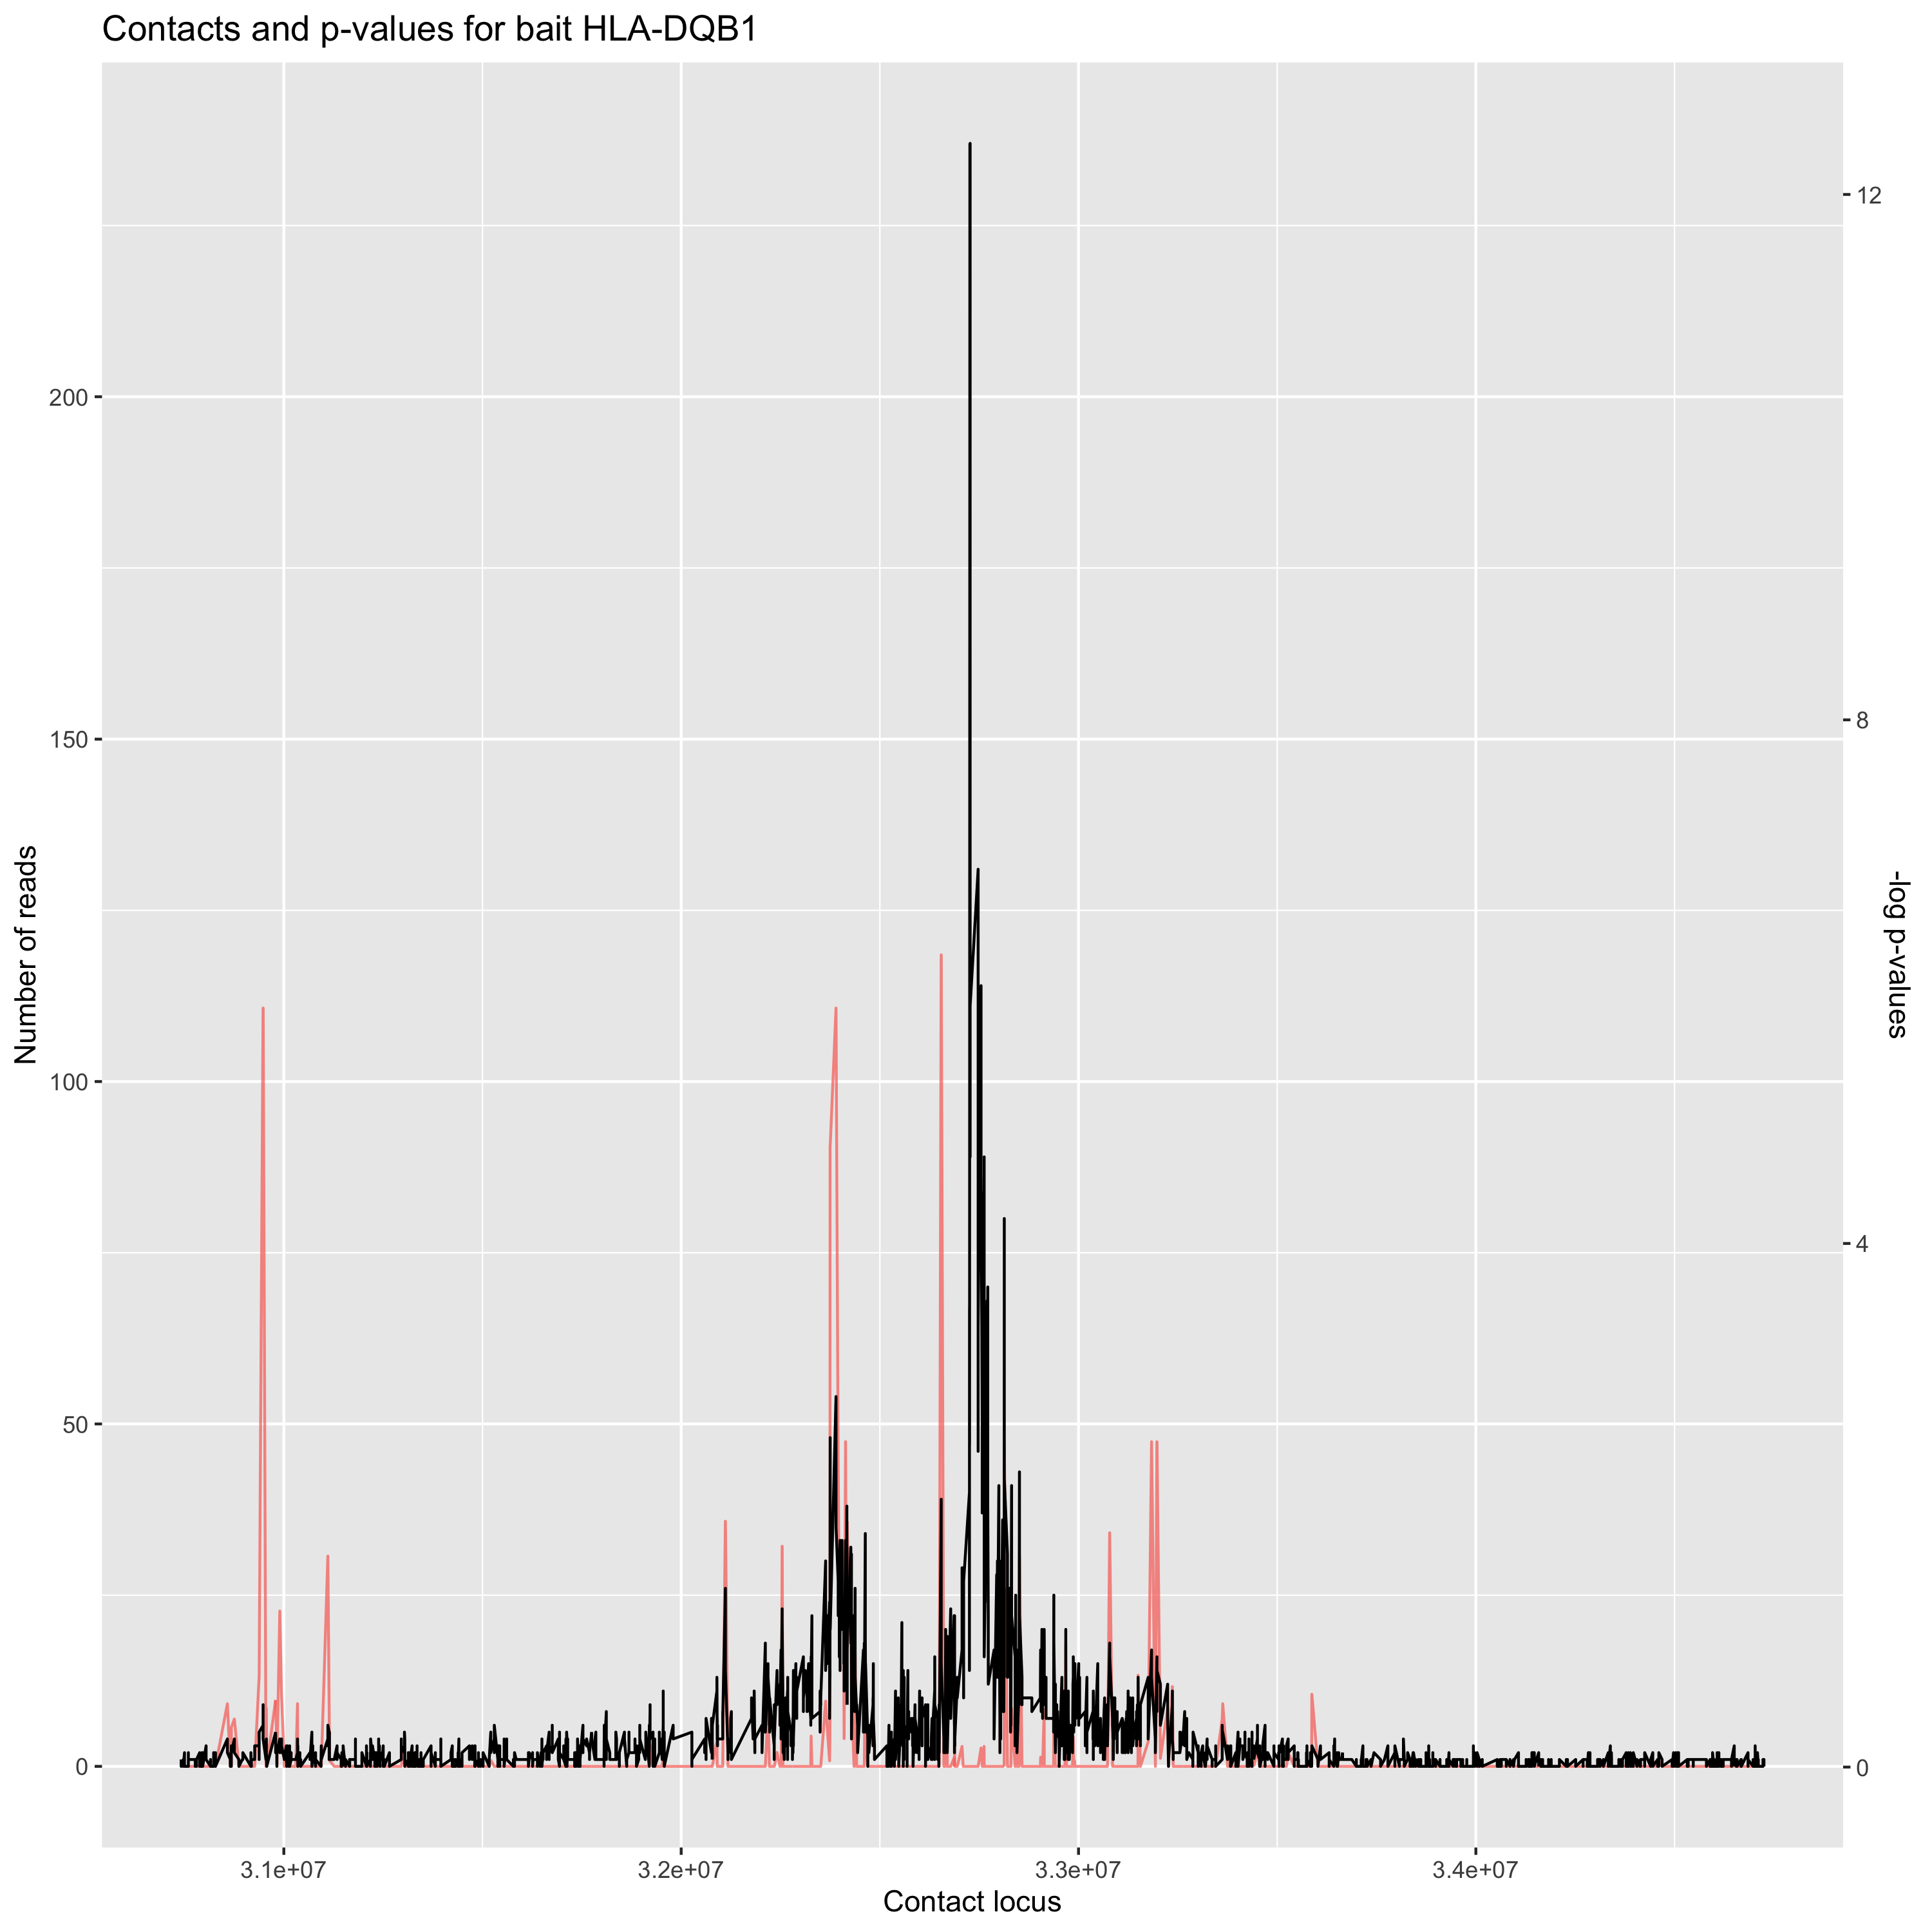 Contacts and p-values for bait HLA-DQB1
200
150
100
50
0
12
8
4
0
Number of reads
-log p-values
3.1e+07
3.2e+07
3.3e+07
3.4e+07
Contact locus